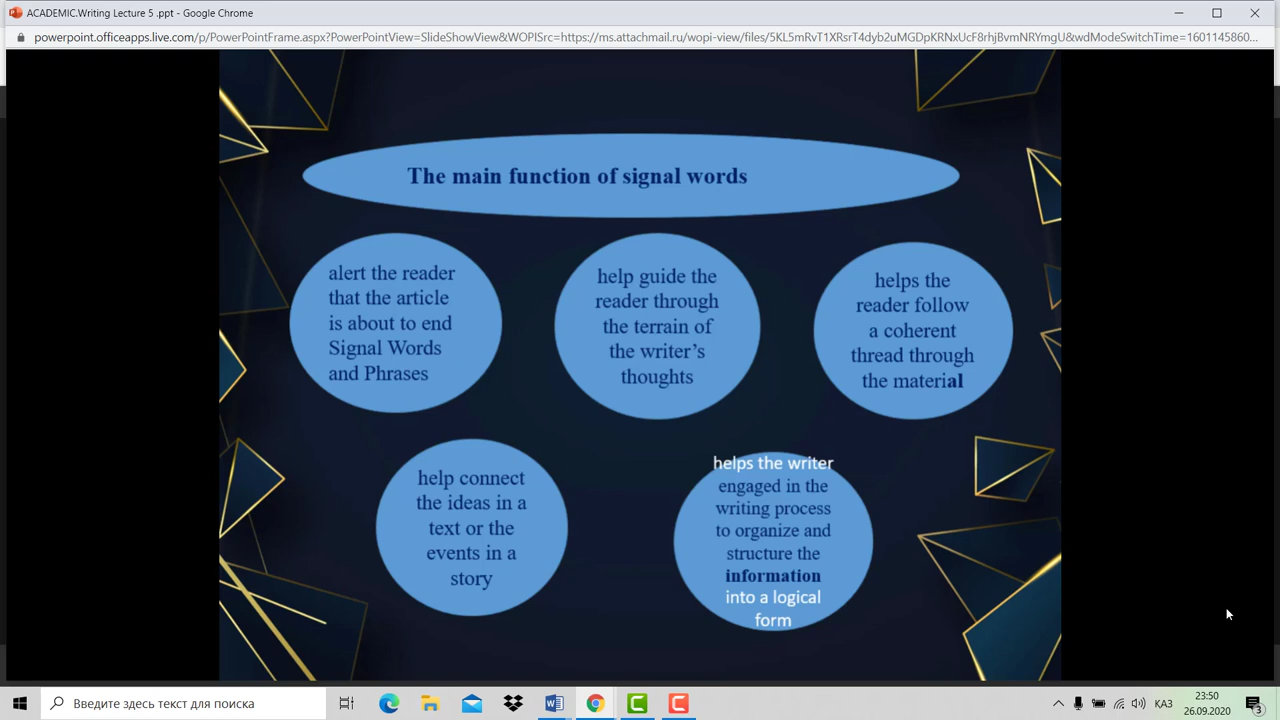 ACADEMIC.Writing Lecture 5 .ppt - Google Chrome
powerpoint.officeapps.live.com/p/PowerPointFrame.aspx?PowerPointView=SlideShowView&WOPISrc=https://ms.attachmail.ru/wopi-view/files/5KL5mRvT1XRsrT4dyb2uMGDpKRNxUcF8rhjBvmNRYmgU&wdModeSwitchTime=1601145860...
The main function of signal words
alert the reader
that the article
is about to end
Signal Words
and Phrases
help guide the
reader through
the terrain of
the writer’s
thoughts
helps the
reader follow
a coherent
thread through
the material
help connect
the ideas in a
text or the
events in a
story
helps the writer
engaged in the
writing process
to organize and
structure the
information
into a logical
form
Введите здесь текст для поиска
КАЗ
23:50
26.09.2020
3